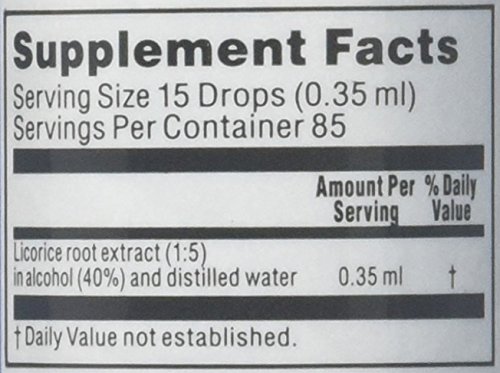 Supplement Facts
Serving Size 15 Drops (0.35 ml)
Servings Per Container 85
Amount Per % Daily
Serving Value
Licorice root extract (1:5)
in alcohol (40%) and distilled water 0.35 ml †
† Daily Value not established.